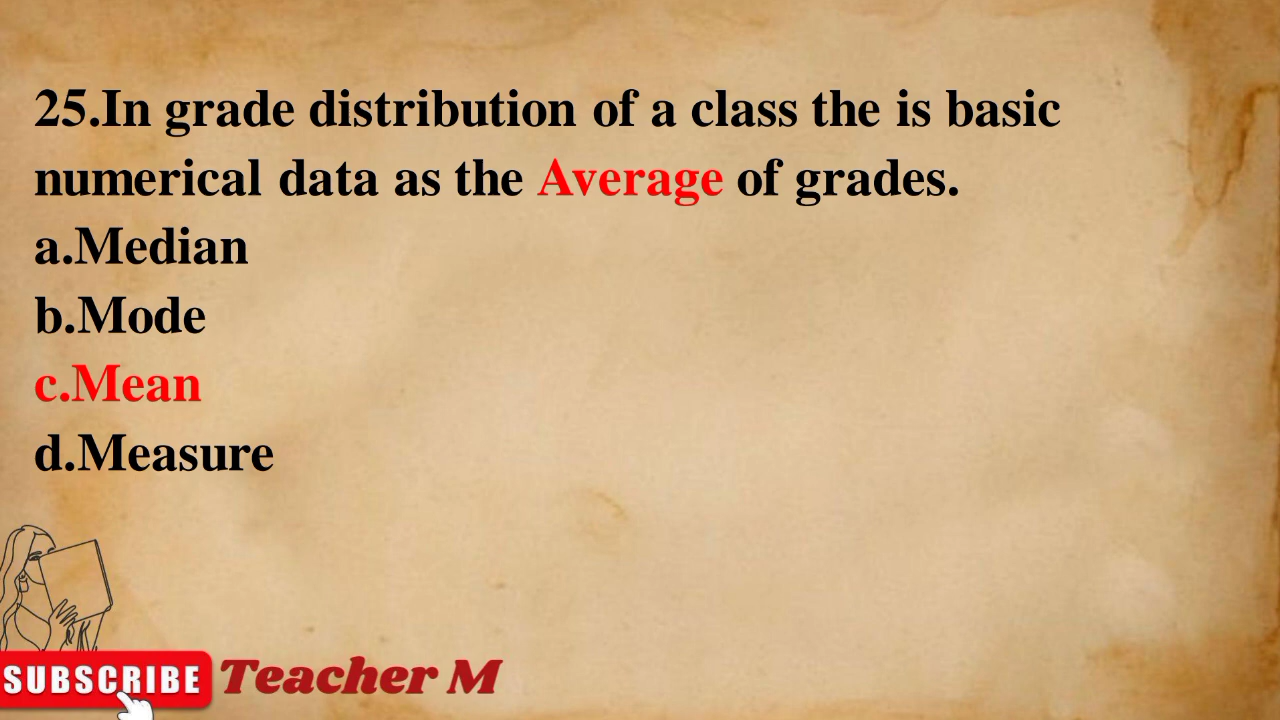 25.In grade distribution of a class the is basic
numerical data as the Average of grades.
a.Median
b.Mode
c.Mean
d.Measure
SUBSCRIBE Teacher M